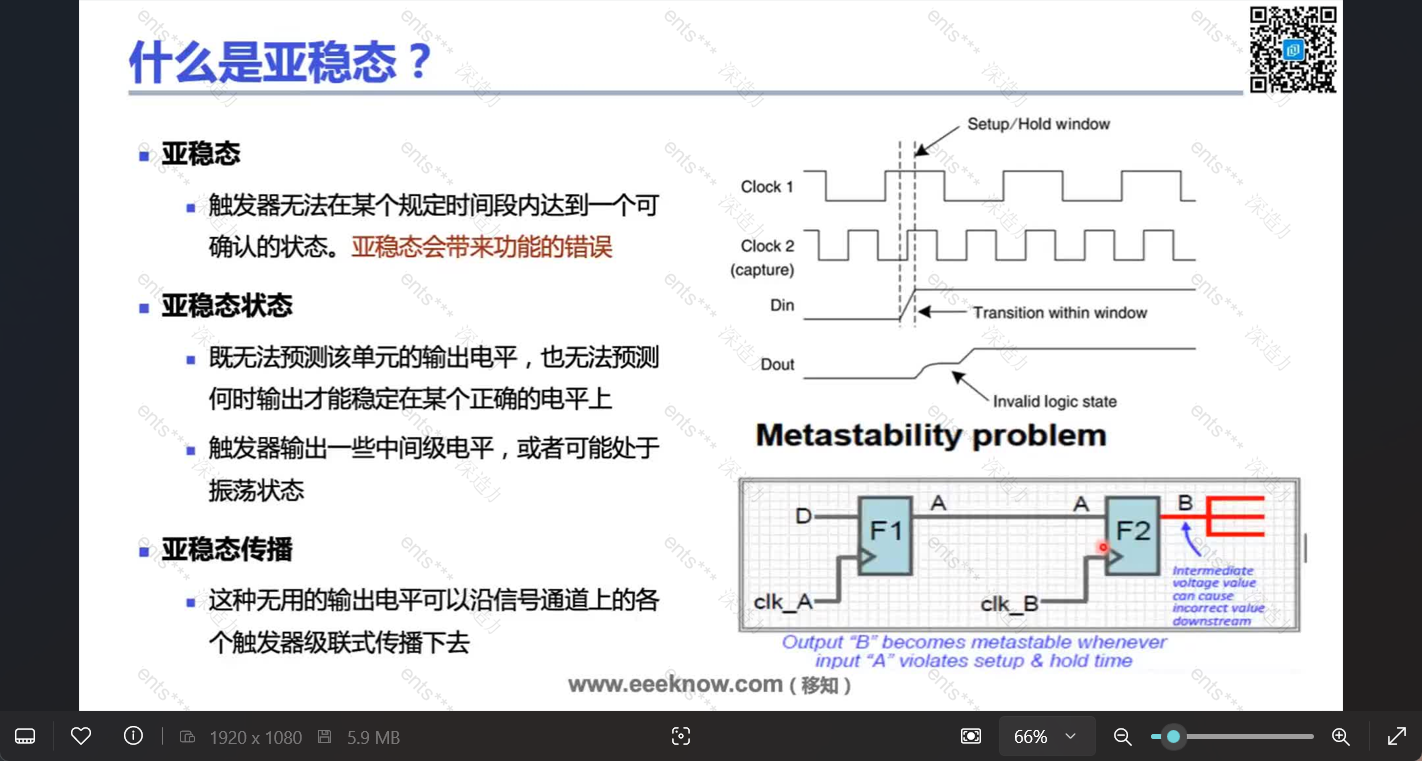 什么是亚稳态？
亚稳态
触发器无法在某个规定时间段内达到一个可
确认的状态。亚稳态会带来功能的错误
亚稳态状态
既无法预测该单元的输出电平，也无法预测
何时输出才能稳定在某个正确的电平上
触发器输出一些中间级电平，或者可能处于
振荡状态
亚稳态传播
这种无用的输出电平可以沿信号通道上的各
个触发器级联式传播下去
Setup/Hold window
Clock 1
Clock 2
(capture)
Din
Transition within window
Dout
Invalid logic state
Metastability problem
D
F1
A
A
F2
B
clk_A
clk_B
Intermediate
voltage value
can cause
incorrect value
downstream
Output “B” becomes metastable whenever
input “A” violates setup & hold time
www.eeeknow.com ( 移知 )
1920 x 1080
5.9 MB
66%